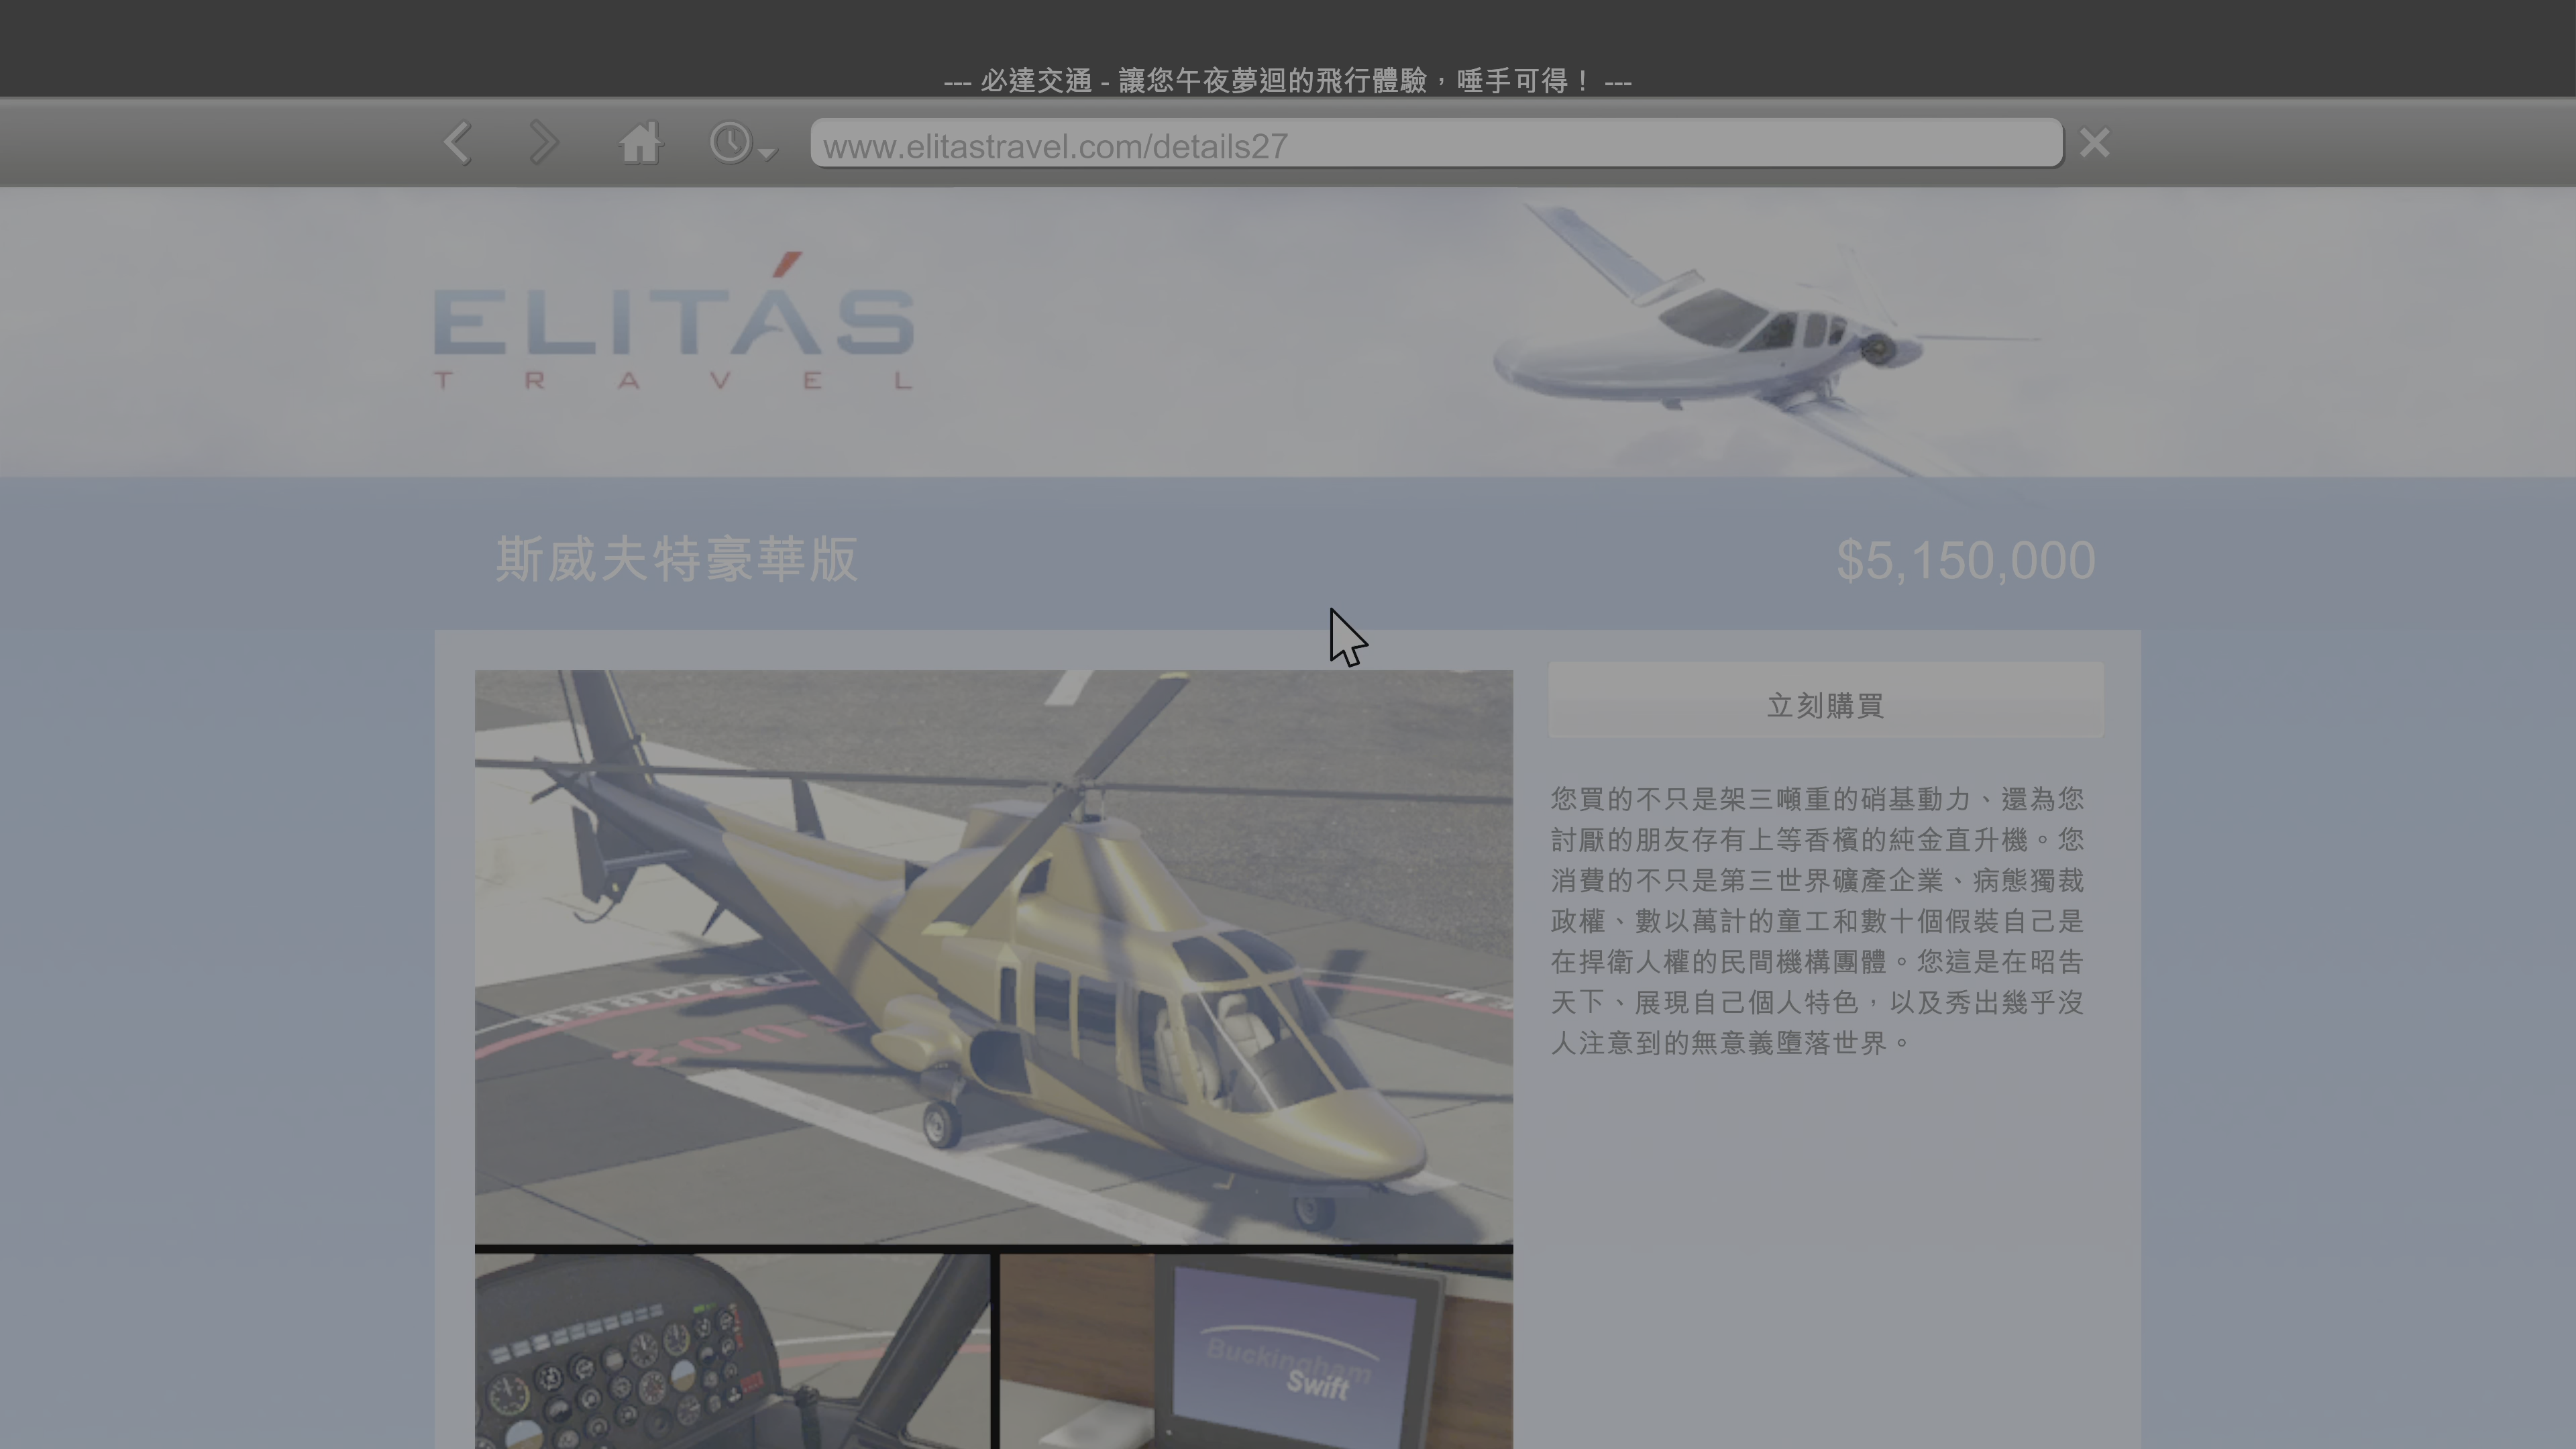 --- 必達交通 - 讓您午夜夢迴的飛行體驗，唾手可得！ ---
www.elitastravel.com/details27
ELITÁS
TRAVEL
斯威夫特豪華版
$5,150,000
立刻購買
您買的不只是架三噸重的硝基動力、還為您
討厭的朋友存有上等香檳的純金直升機。您
消費的不只是第三世界礦產企業、病態獨裁
政權、數以萬計的童工和數十個假裝自己是
在捍衛人權的民間機構團體。您這是在昭告
天下、展現自己個人特色，以及秀出幾乎沒
人注意到的無意義墮落世界。
DANGER
Buckingham
Swift